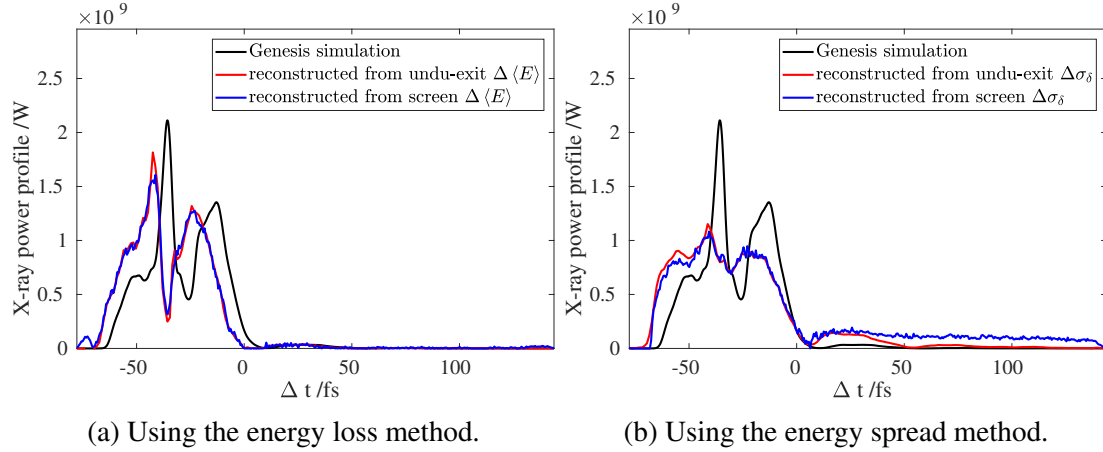 ×10 9
X-ray power profile /W
2.5
2
1.5
1
0.5
0
-50
0
50
100
Δ t /fs
Genesis simulation
reconstructed from undu-exit Δ ⟨E⟩
reconstructed from screen Δ ⟨E⟩
(a) Using the energy loss method.
×10 9
X-ray power profile /W
2.5
2
1.5
1
0.5
0
-50
0
50
100
Δ t /fs
Genesis simulation
reconstructed from undu-exit Δσδ
reconstructed from screen Δσδ
(b) Using the energy spread method.